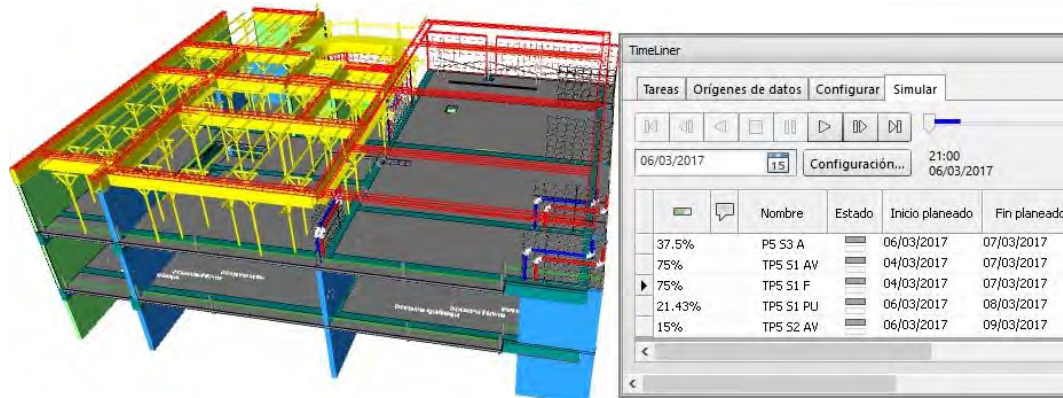 TimeLiner
Tareas Orígenes de datos Configurar Simular
06/03/2017 15 Configuración... 21:00
06/03/2017
Nombre Estado Inicio planeado Fin planeado
37.5% P5 S3 A 06/03/2017 07/03/2017
75% TP5 S1 AV 04/03/2017 07/03/2017
75% TP5 S1 F 04/03/2017 07/03/2017
21.43% TP5 S1 PU 06/03/2017 08/03/2017
15% TP5 S2 AV 06/03/2017 09/03/2017